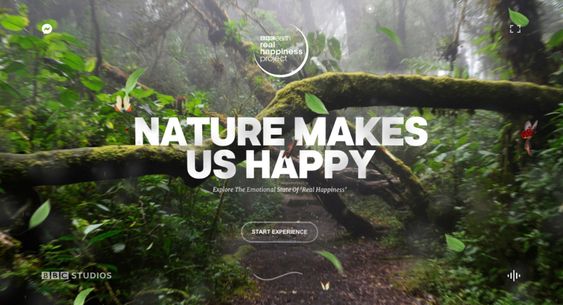 BBC earth
real
happiness
project
NATURE MAKES
US HAPPY
Explore The Emotional State Of "Real Happiness"
START EXPERIENCE
BBC STUDIOS